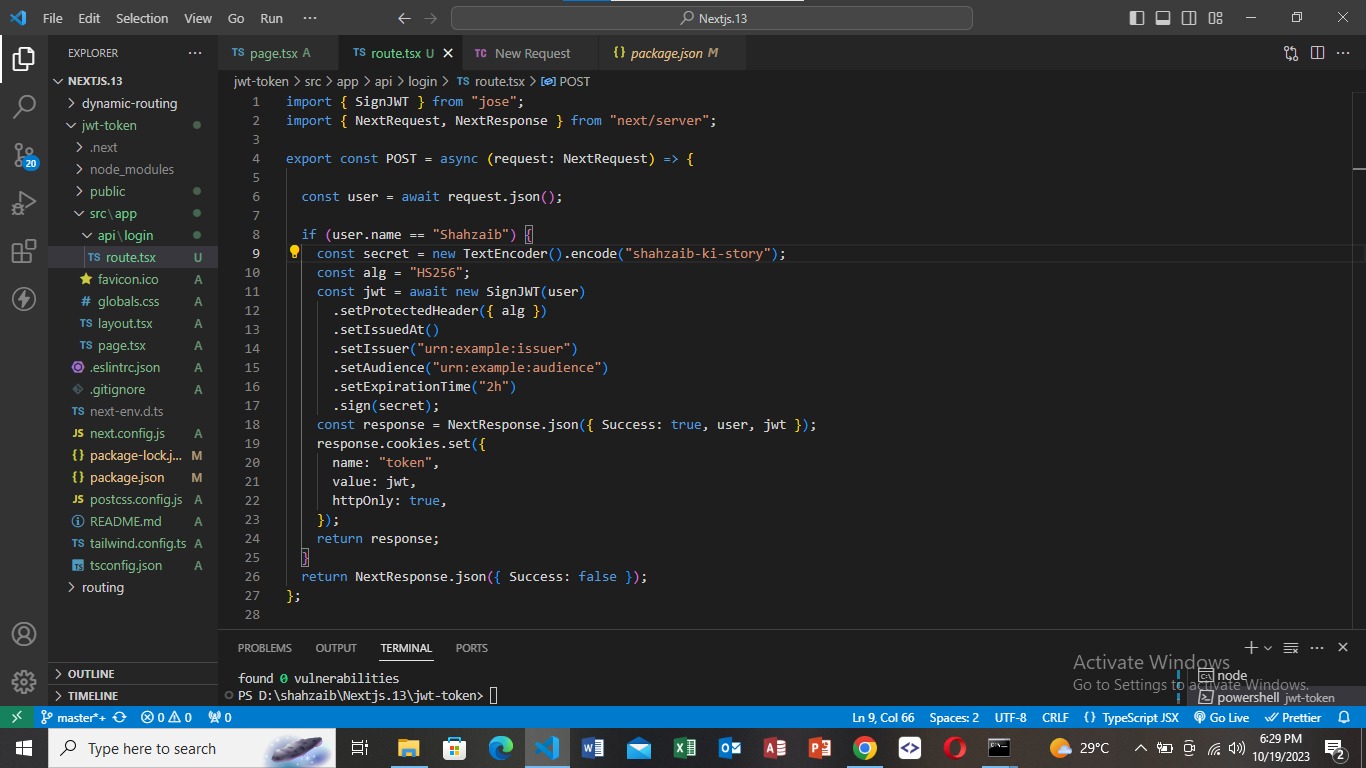 File Edit Selection View Go Run ··· Nextjs.13
EXPLORER ···
NEXTJS.13
dynamic-routing
jwt-token
.next
node_modules
public
src\app
api\login
TS route.tsx U
favicon.ico A
# globals.css A
TS layout.tsx A
TS page.tsx A
.eslintrc.json A
.gitignore A
TS next-env.d.ts
JS next.config.js A
{} package-lock.j... M
{} package.json M
JS postcss.config.js A
README.md A
TS tailwind.config.ts A
tsconfig.json A
routing
OUTLINE
TIMELINE
TS page.tsx A TS route.tsx U TC New Request {} package.json M ···
jwt-token > src > app > api > login > TS route.tsx > POST
1 import { SignJWT } from "jose";
2 import { NextRequest, NextResponse } from "next/server";
3
4 export const POST = async (request: NextRequest) => {
5
6 const user = await request.json();
7
8 if (user.name == "Shahzaib") {
9 const secret = new TextEncoder().encode("shahzaib-ki-story");
10 const alg = "HS256";
11 const jwt = await new SignJWT(user)
12 .setProtectedHeader({ alg })
13 .setIssuedAt()
14 .setIssuer("urn:example:issuer")
15 .setAudience("urn:example:audience")
16 .setExpirationTime("2h")
17 .sign(secret);
18 const response = NextResponse.json({ Success: true, user, jwt });
19 response.cookies.set({
20 name: "token",
21 value: jwt,
22 httpOnly: true,
23 });
24 return response;
25 }
26 return NextResponse.json({ Success: false });
27 };
28
PROBLEMS OUTPUT TERMINAL PORTS
found 0 vulnerabilities
PS D:\shahzaib\Nextjs.13\jwt-token>
node
powershell jwt-token
Activate Windows
Go to Settings to activate Windows.
20
master*+ 0 0 0 Ln 9, Col 66 Spaces: 2 UTF-8 CRLF {} TypeScript JSX Go Live Prettier
Type here to search 29°C 6:29 PM
10/19/2023 2